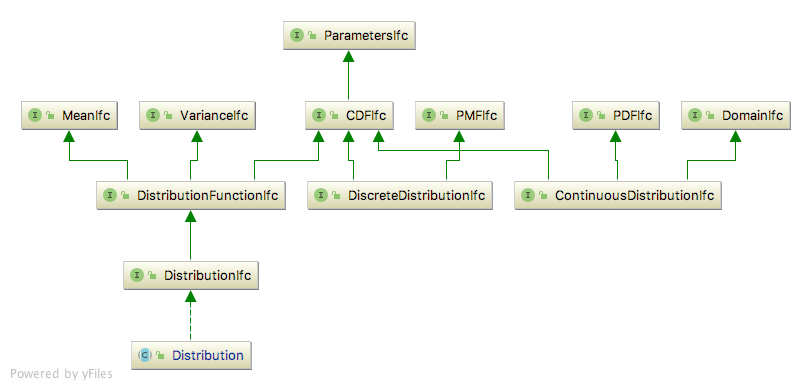 ParametersIfc
MeanIfc
VarianceIfc
CDFIfc
PMFIfc
PDFIfc
DomainIfc
DistributionFunctionIfc
DiscreteDistributionIfc
ContinuousDistributionIfc
DistributionIfc
Distribution
Powered by yFiles